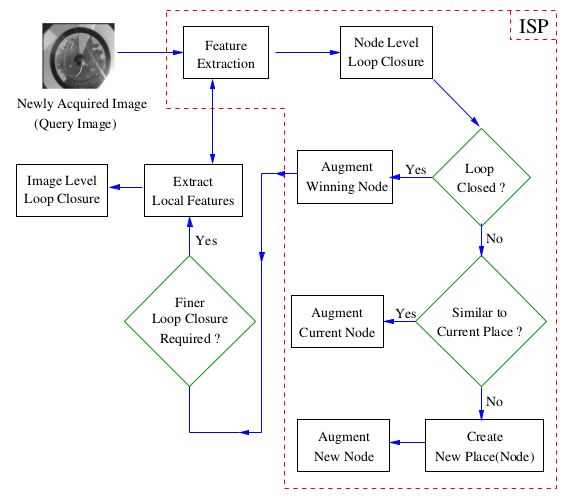 ISP
Feature
Extraction
Node Level
Loop Closure
Newly Acquired Image
(Query Image)
Image Level
Loop Closure
Extract
Local Features
Augment
Winning Node
Yes
Loop
Closed ?
No
Yes
Finer
Loop Closure
Required ?
Augment
Current Node
Yes
Similar to
Current Place ?
No
Augment
New Node
Create
New Place(Node)